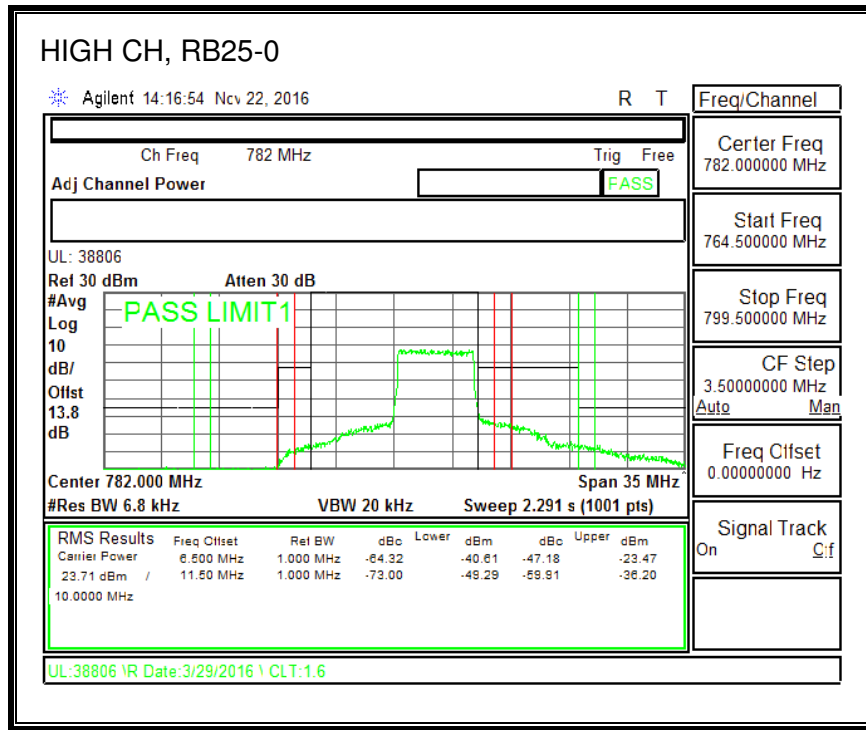 HIGH CH, RB25-0
Agilent 14:16:54 Nov 22, 2016 R T
Freq/Channel
Ch Freq 782 MHz Trig Free
Adj Channel Power PASS
Center Freq
782.000000 MHz
Start Freq
764.500000 MHz
UL: 38806
Ref 30 dBm Atten 30 dB
#Avg
Log
10
dB/
Offst
13.8
dB
PASS LIMIT1
Stop Freq
799.500000 MHz
CF Step
3.50000000 MHz
Auto Man
Freq Offset
0.00000000 Hz
Center 782.000 MHz Span 35 MHz
#Res BW 6.8 kHz VBW 20 kHz Sweep 2.291 s (1001 pts)
Signal Track
On Off
RMS Results Freq Offset Ref BW dBc Lower dBm dBc Upper dBm
Carrier Power 6.500 MHz 1.000 MHz -64.32 -40.61 -47.18 -23.47
23.71 dBm / 11.50 MHz 1.000 MHz -73.00 -49.29 -59.91 -36.20
10.0000 MHz
UL:38806 \R Date:3/29/2016 \ CLT:1.6